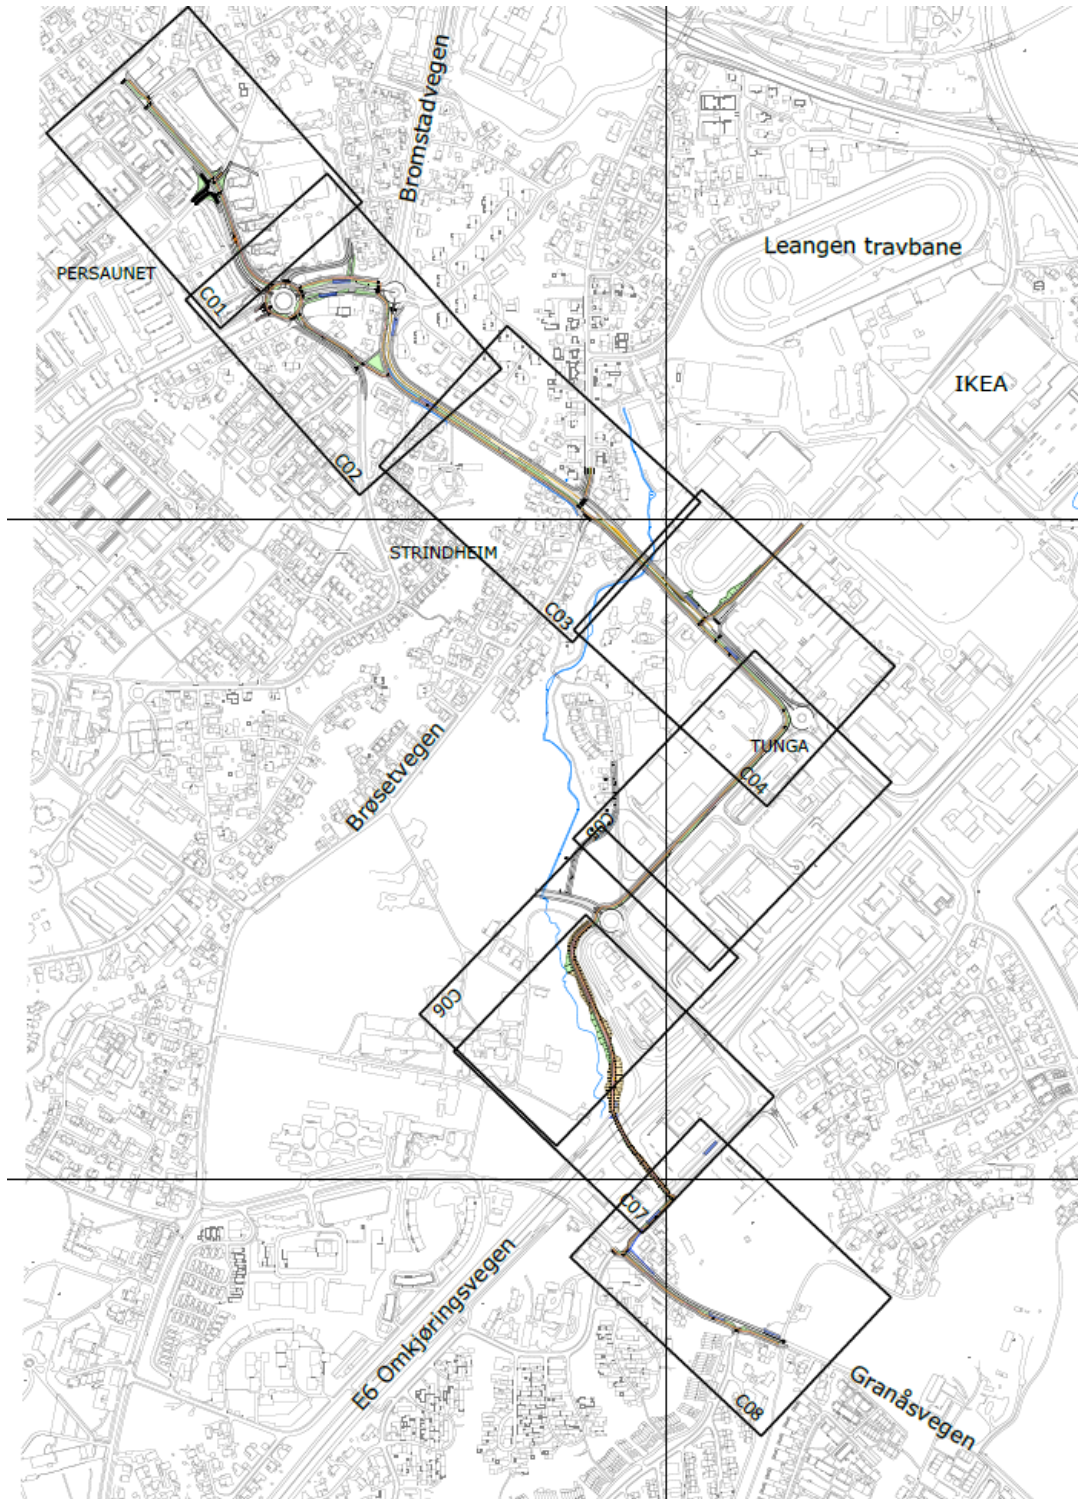 Bromstadvegen
Leangen travbane
PERSAUNET
C01
IKEA
C02
STRINDHEIM
C03
TUNGA
C04
Brøsetvegen
C05
C06
C07
E6 Omkjøringsvegen
Granåsvegen
C08